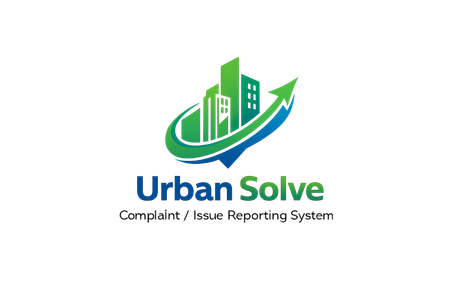 Urban Solve
Complaint / Issue Reporting System